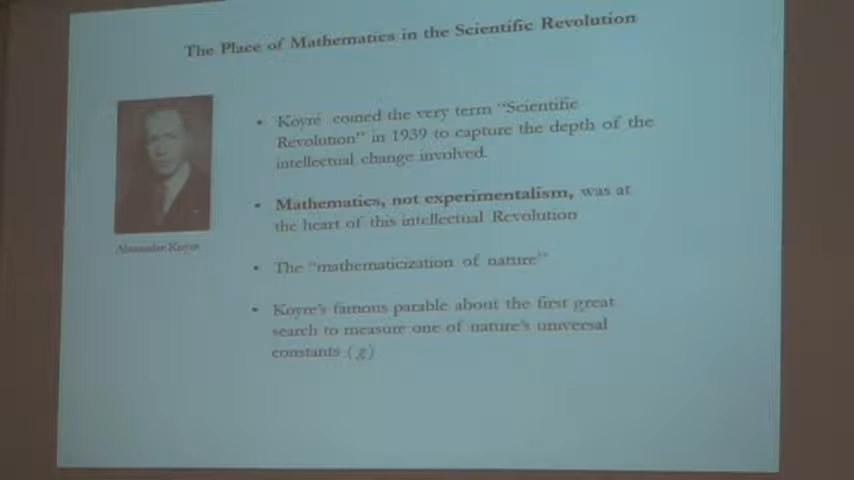 The Place of Mathematics in the Scientific Revolution
• Koyré coined the very term "Scientific
Revolution" in 1939 to capture the depth of the
intellectual change involved.
• Mathematics, not experimentalism, was at
the heart of this intellectual Revolution
• The "mathematicization of nature"
• Koyre's famous parable about the first great
search to measure one of nature's universal
constants (g)
Alexander Koyre